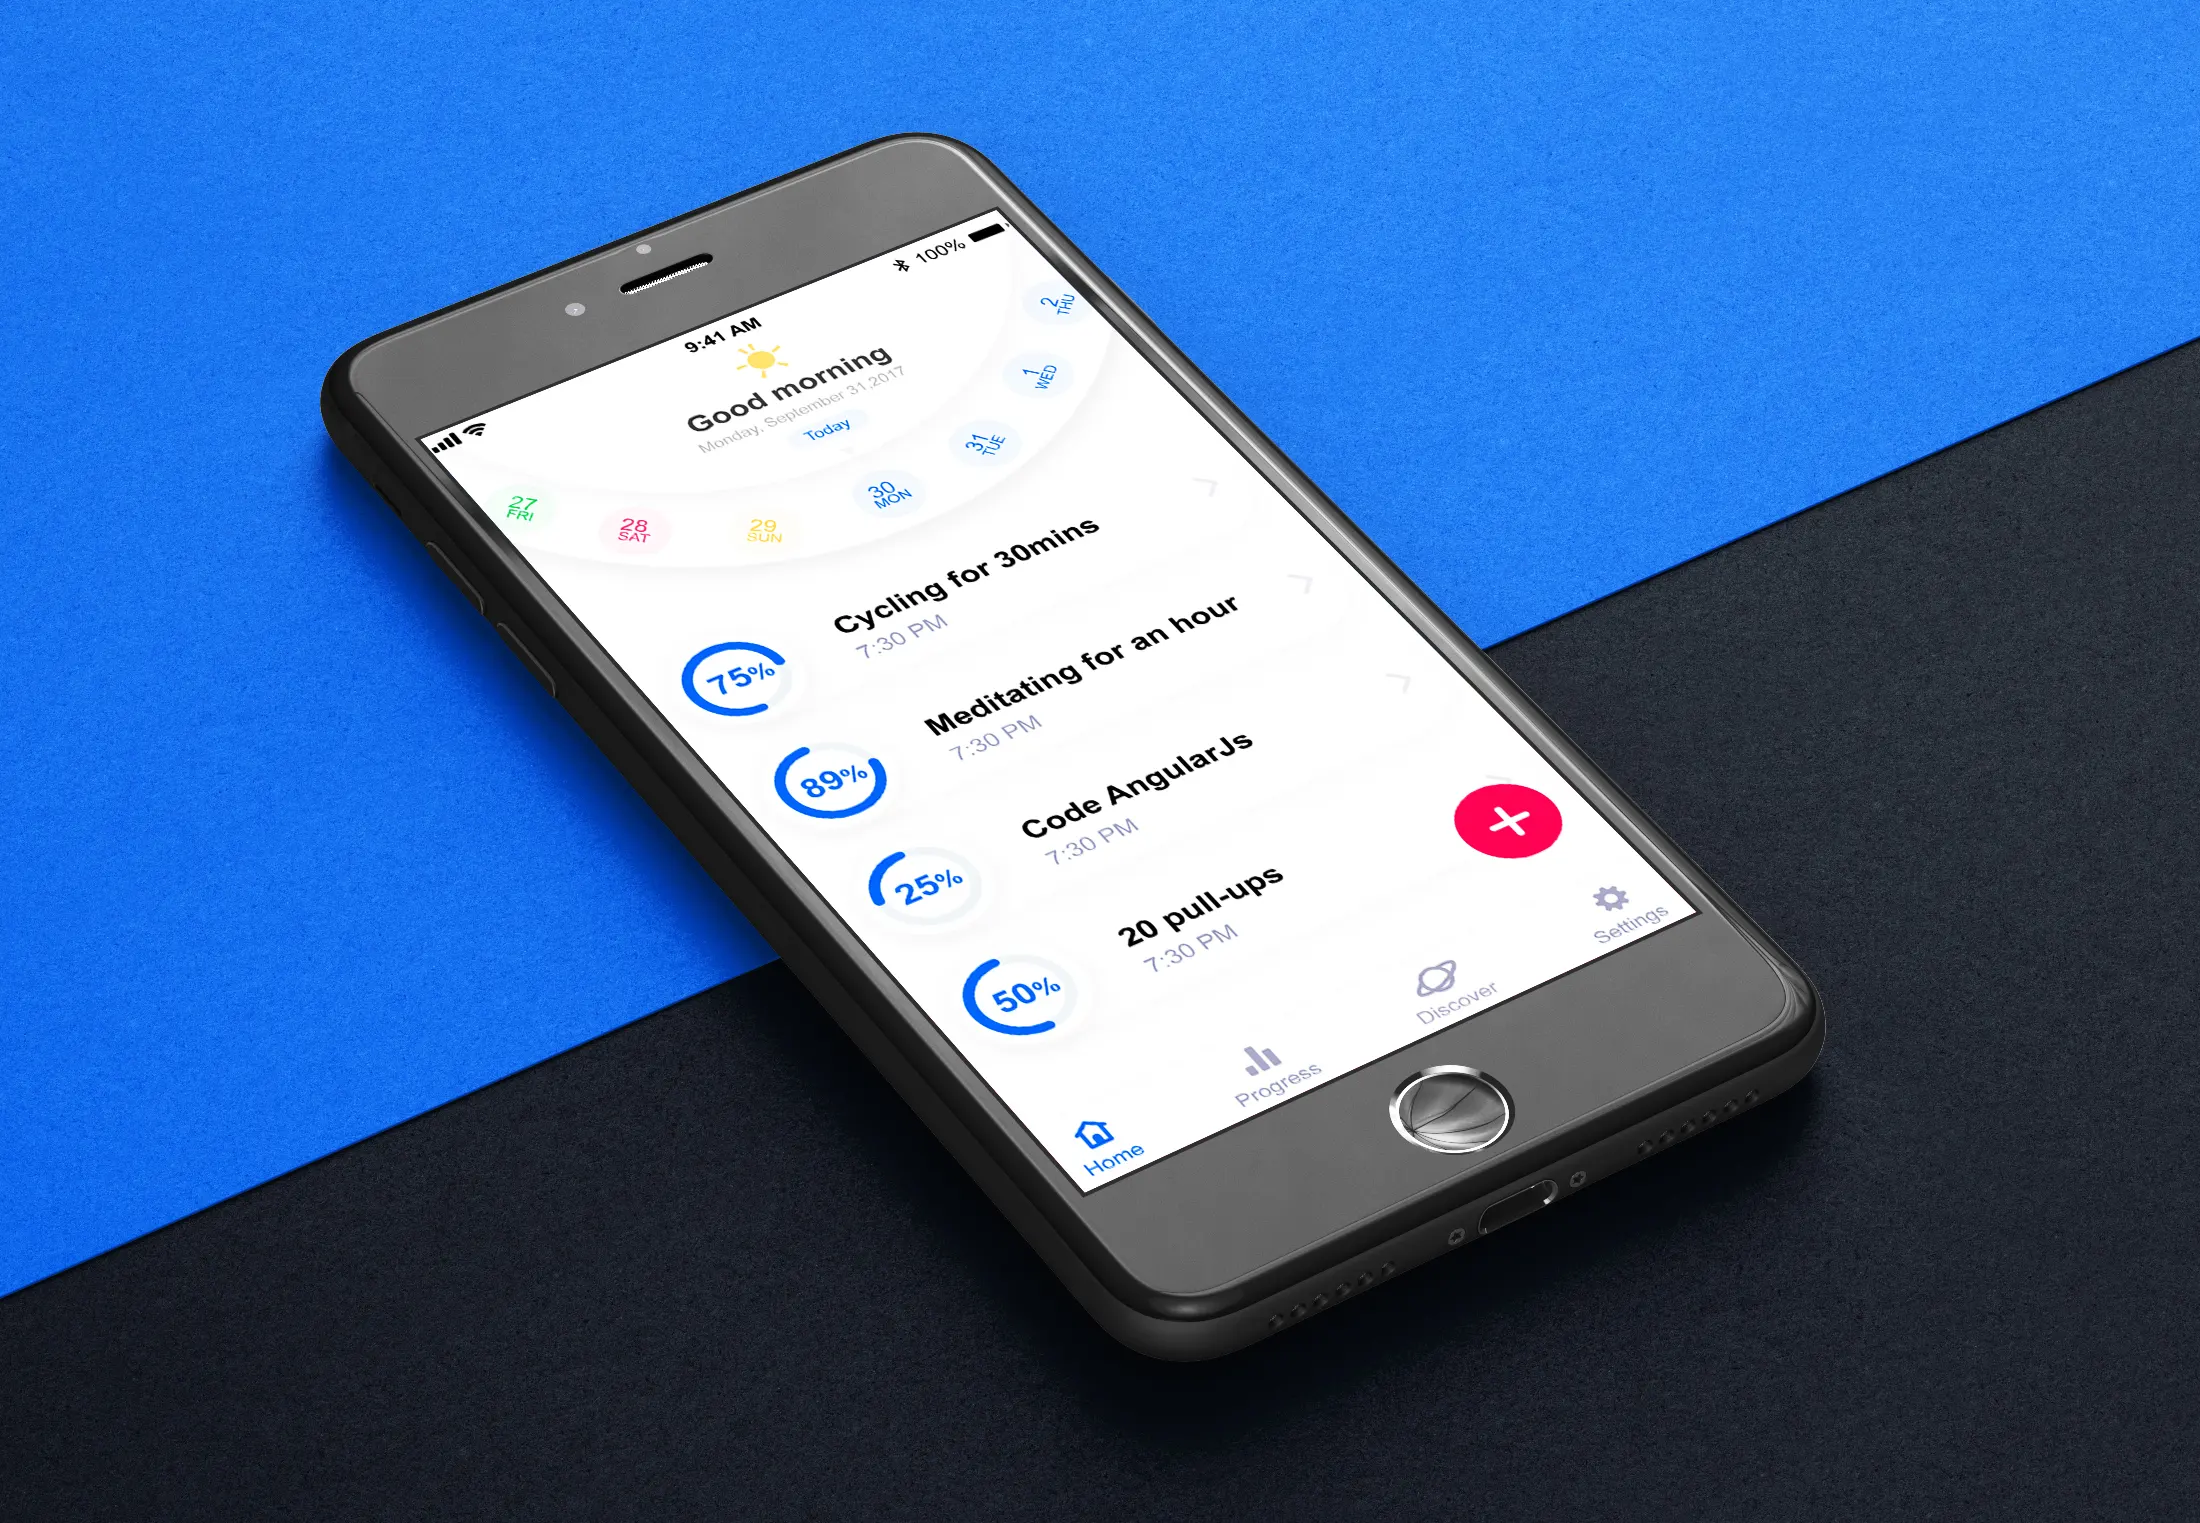 9:41 AM
100%
Good morning
Monday, September 31.2017
Today
27
FRI
28
SAT
29
SUN
30
MON
31
TUE
1
WED
2
THU
Cycling for 30mins
7:30 PM
75%
Meditating for an hour
7:30 PM
89%
Code AngularJs
7:30 PM
25%
20 pull-ups
7:30 PM
50%
Home
Progress
Discover
Settings